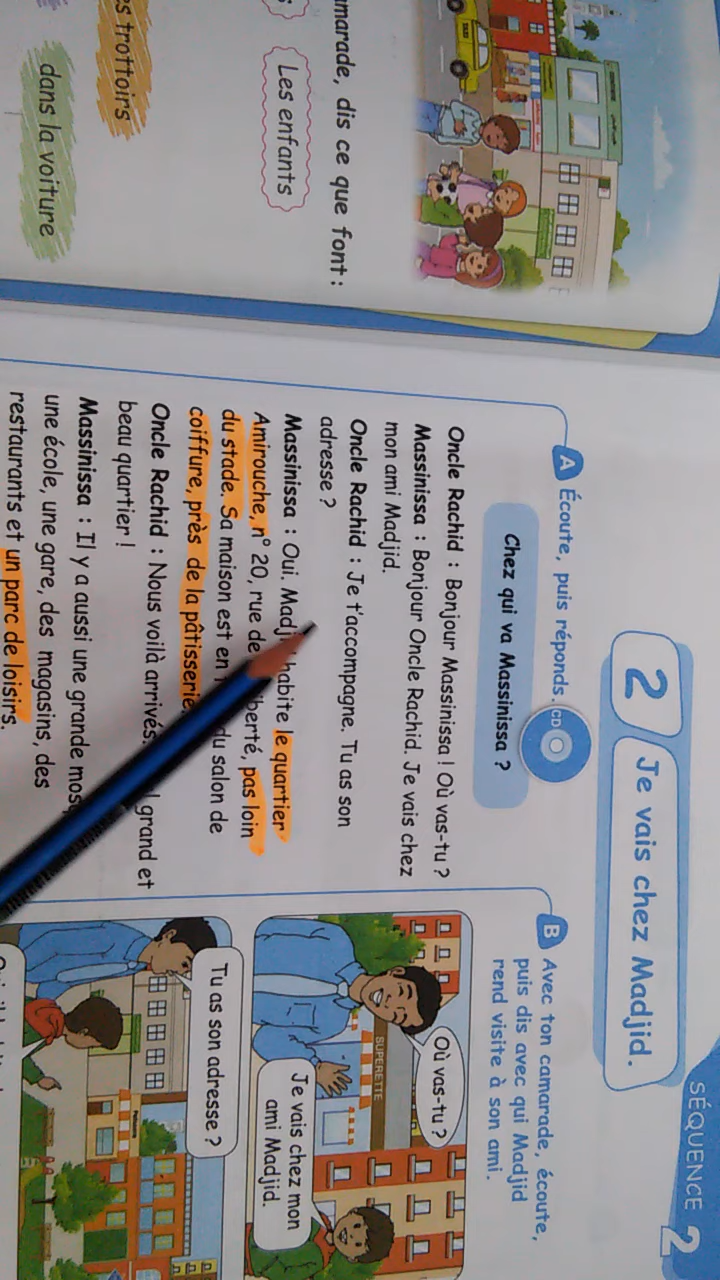 amarade, dis ce que font :
Les enfants
s trottoirs
dans la voiture
TAXI
SÉQUENCE 2
2 Je vais chez Madjid.
A Écoute, puis réponds. CD
Chez qui va Massinissa ?
Oncle Rachid : Bonjour Massinissa ! Où vas-tu ?
Massinissa : Bonjour Oncle Rachid. Je vais chez
mon ami Madjid.
Oncle Rachid : Je t'accompagne. Tu as son
adresse ?
Massinissa : Oui. habite le quartier
Amirouche, n° 20, rue de pas loin
du stade. Sa maison est en du salon de
coiffure, près de la pâtisserie.
Oncle Rachid : Nous voilà arrivés. grand et
beau quartier !
Massinissa : Il y a aussi une grande
une école, une gare, des magasins, des
restaurants et un parc de loisirs.
B Avec ton camarade, écoute,
puis dis avec qui Madjid
rend visite à son ami.
Où vas-tu ?
SUPERETTE
Je vais chez mon
ami Madjid.
Tu as son adresse ?